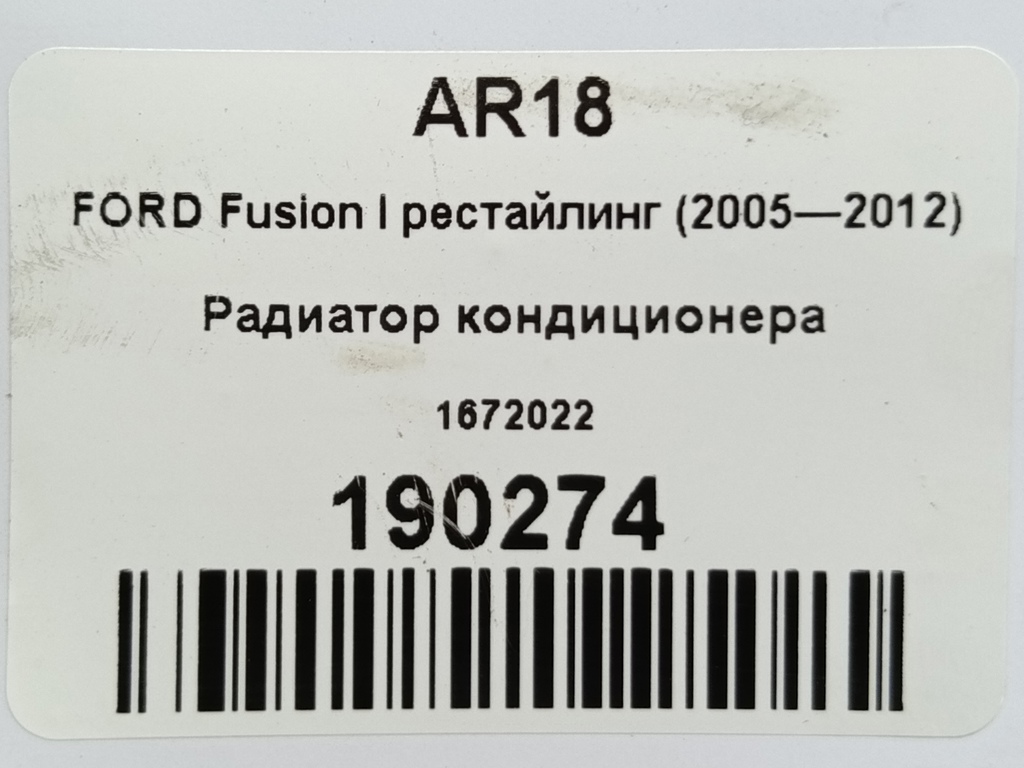 AR18
FORD Fusion I рестайлинг (2005—2012)
Радиатор кондиционера
1672022
190274